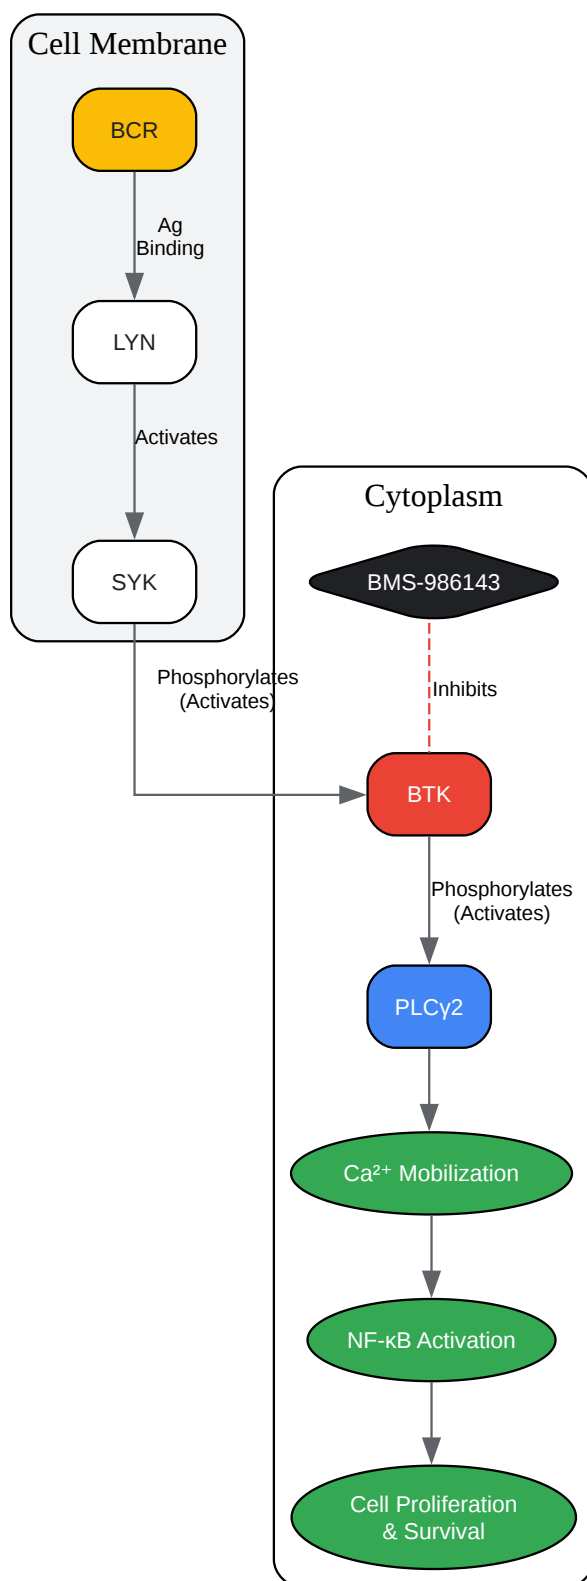 Cell Membrane
BCR
Ag
Binding
LYN
Activates
SYK
Cytoplasm
BMS-986143
Phosphorylates
(Activates)
Inhibits
BTK
Phosphorylates
(Activates)
PLCγ2
Ca²⁺ Mobilization
NF-κB Activation
Cell Proliferation
& Survival